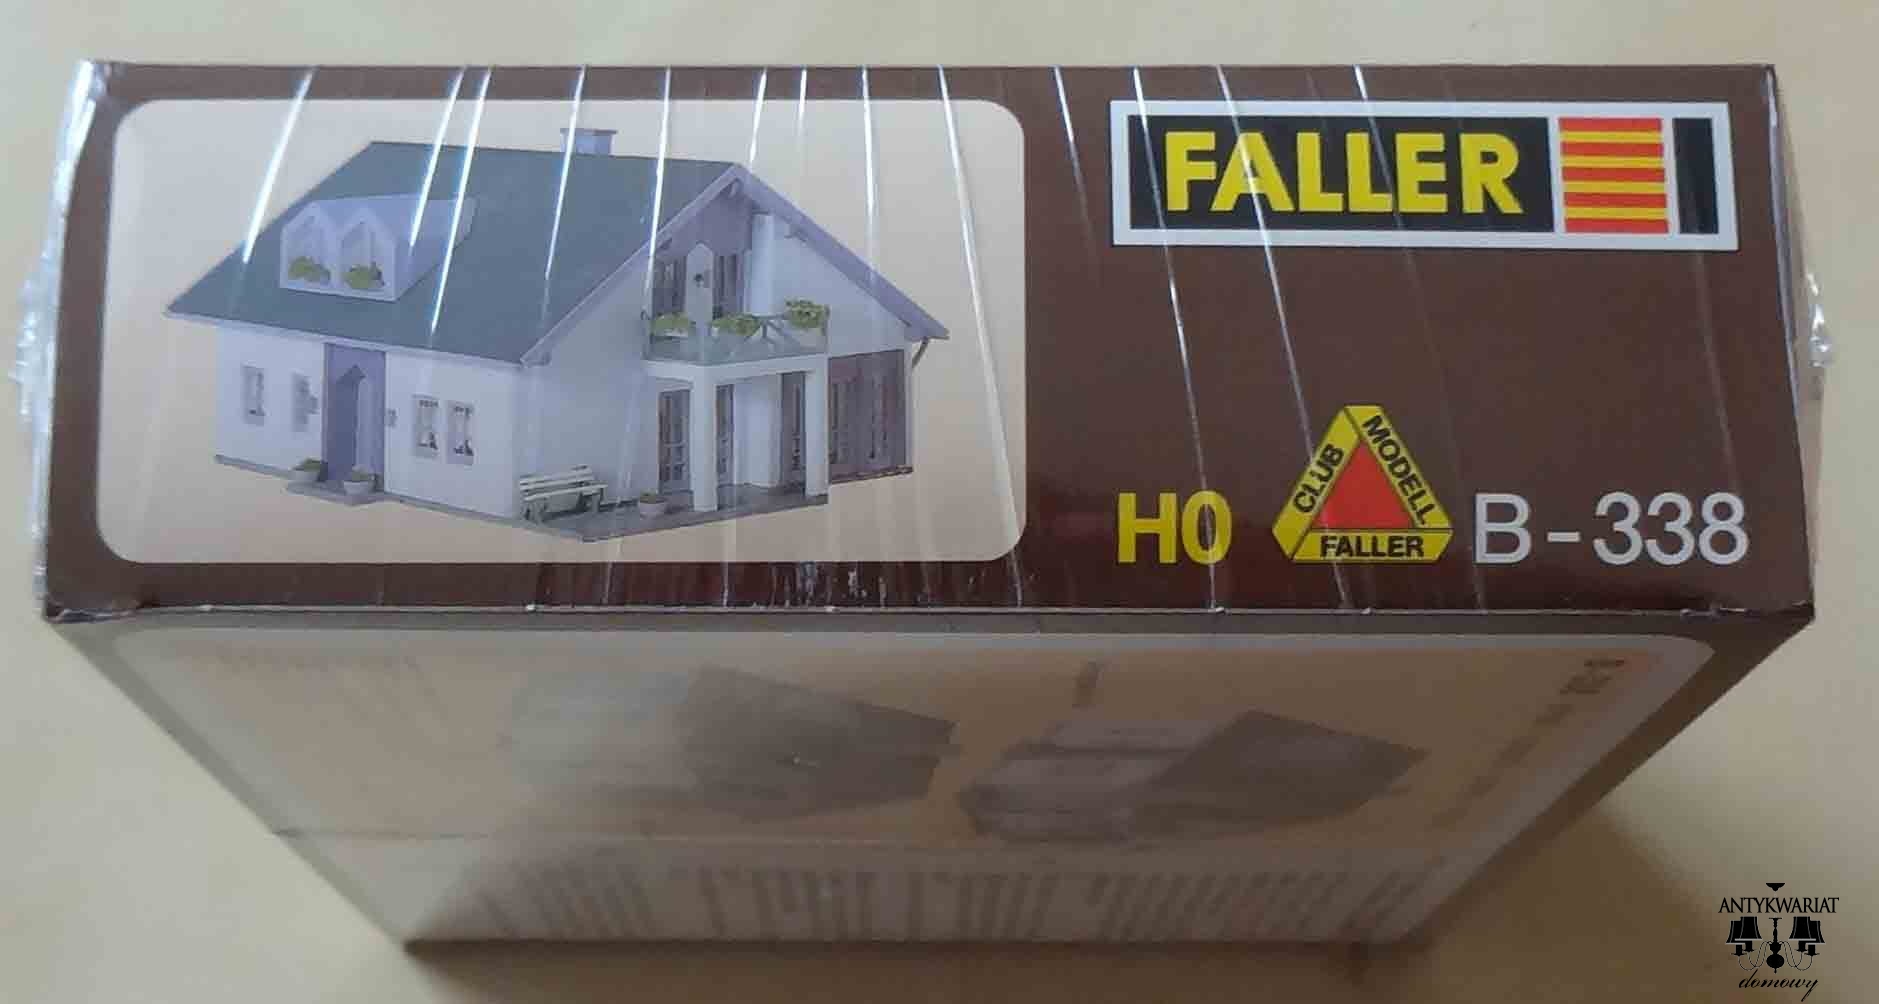 FALLER
H0
CLUB
MODELL
FALLER
B-338
ANTYKWARIAT
domowy